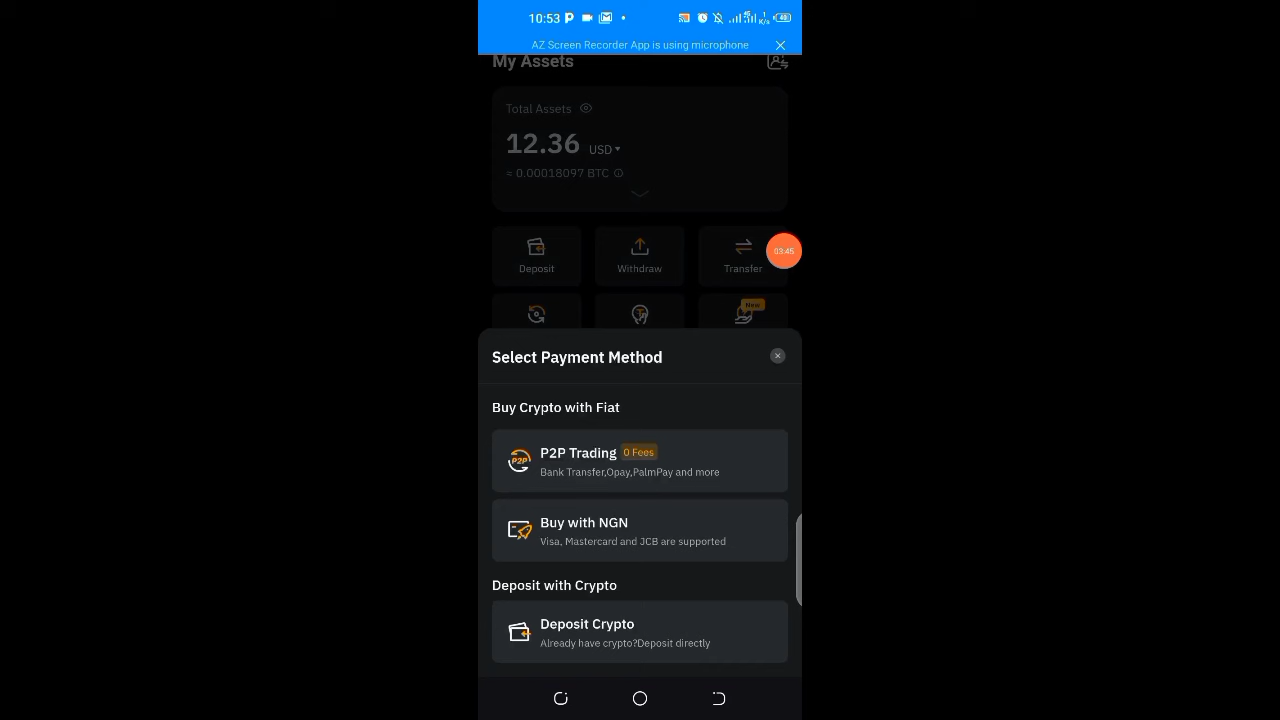 10:53
1 K/s
49
AZ Screen Recorder App is using microphone
My Assets
Total Assets
12.36 USD
≈ 0.00018097 BTC
Deposit
Withdraw
Transfer
03:45
New
Select Payment Method
Buy Crypto with Fiat
P2P
P2P Trading 0 Fees
Bank Transfer,Opay,PalmPay and more
Buy with NGN
Visa, Mastercard and JCB are supported
Deposit with Crypto
Deposit Crypto
Already have crypto?Deposit directly